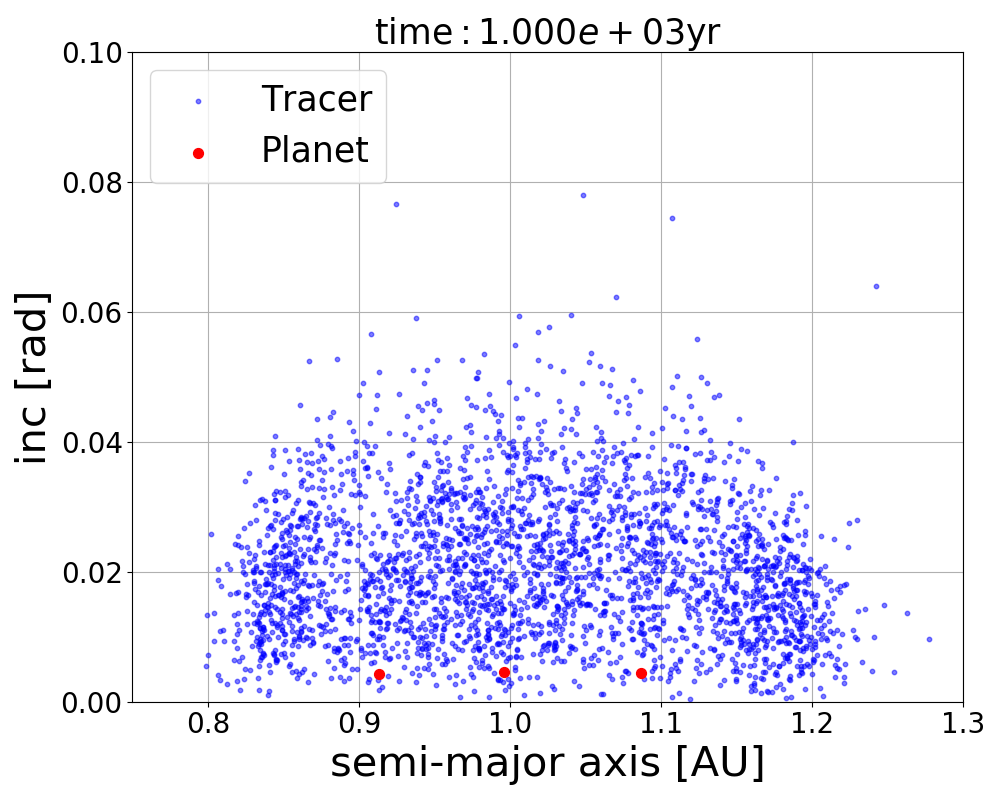 time : 1.000e + 03yr
0.10
0.08
0.06
0.04
0.02
0.00
inc [rad]
Tracer
Planet
0.8 0.9 1.0 1.1 1.2 1.3
semi-major axis [AU]